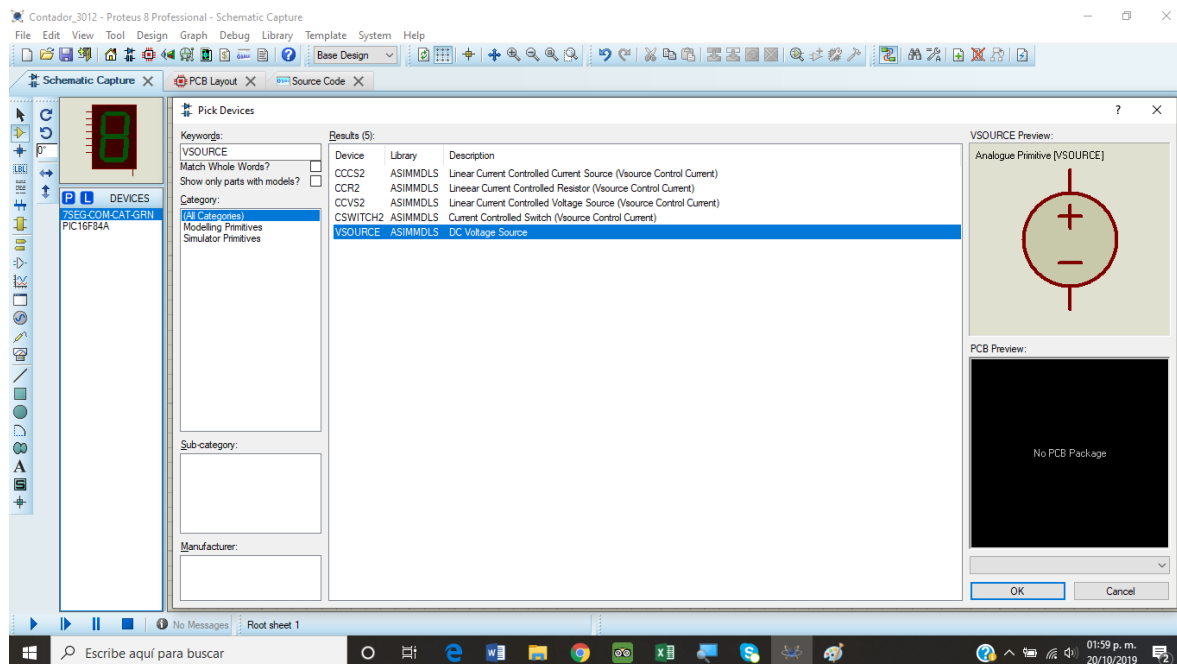 Contador_3012 - Proteus 8 Professional - Schematic Capture
File Edit View Tool Design Graph Debug Library Template System Help
Base Design
Schematic Capture PCB Layout Source Code
Pick Devices
Keywords:
VSOURCE
Match Whole Words?
Show only parts with models?
Category:
(All Categories)
Modelling Primitives
Simulator Primitives
Sub-category:
Manufacturer:
Results (5):
Device Library Description
CCCS2 ASIMMDLS Linear Current Controlled Current Source (Vsource Control Current)
CCR2 ASIMMDLS Lineear Current Controlled Resistor (Vsource Control Current)
CCVS2 ASIMMDLS Linear Current Controlled Voltage Source (Vsource Control Current)
CSWITCH2 ASIMMDLS Current Controlled Switch (Vsource Control Current)
VSOURCE ASIMMDLS DC Voltage Source
VSOURCE Preview:
Analogue Primitive [VSOURCE]
PCB Preview:
No PCB Package
OK Cancel
0°
LBL
P L DEVICES
7SEG-COM-CAT-GRN
PIC16F84A
A
S
No Messages Root sheet 1
Escribe aquí para buscar
01:59 p. m.
20/10/2019
2